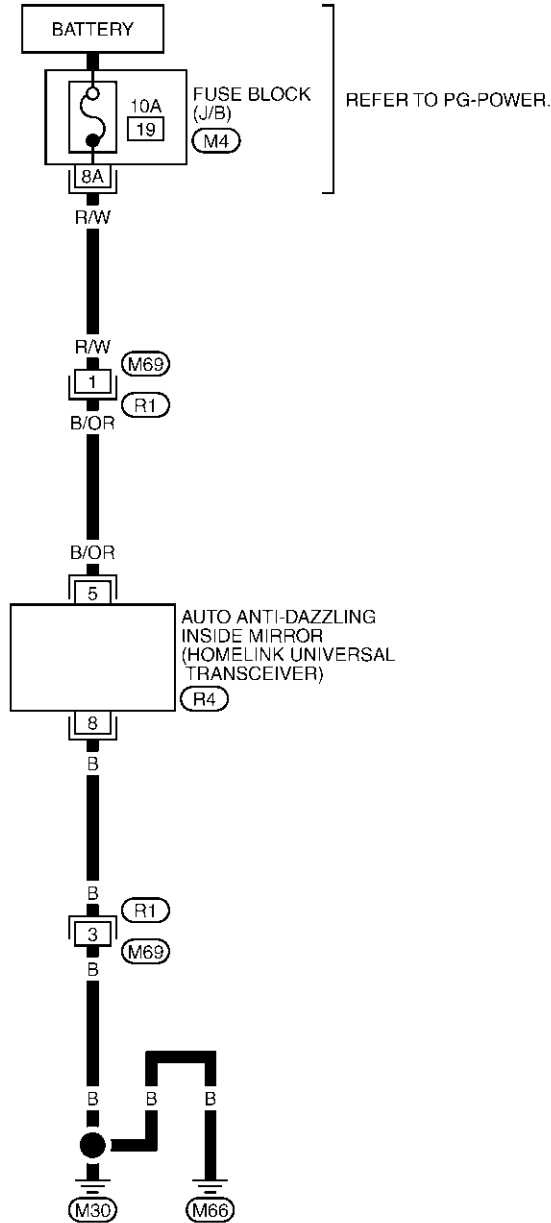 BATTERY
FUSE BLOCK
(J/B)
REFER TO PG-POWER.
10A
19
M4
8A
R/W
R/W
M69
1
R1
B/OR
B/OR
5
AUTO ANTI-DAZZLING
INSIDE MIRROR
(HOMELINK UNIVERSAL
TRANSCEIVER)
R4
8
B
B
R1
3
M69
B
B B B
M30 M66